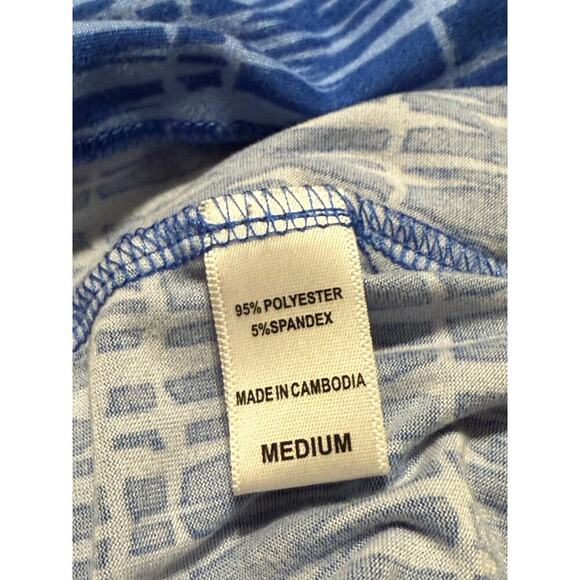 95% POLYESTER
5%SPANDEX
MADE IN CAMBODIA
MEDIUM